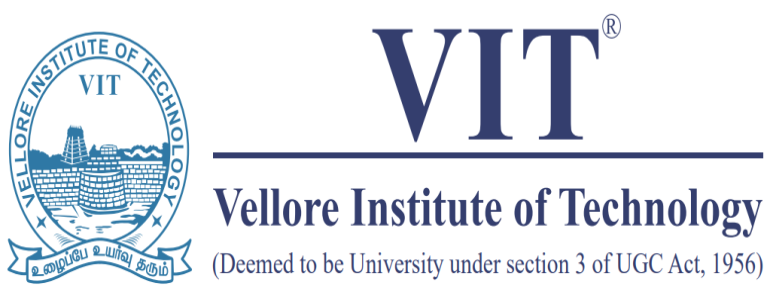 VELLORE INSTITUTE OF TECHNOLOGY
VIT
உழைப்பே உயர்வு தரும்
VIT®
Vellore Institute of Technology
(Deemed to be University under section 3 of UGC Act, 1956)